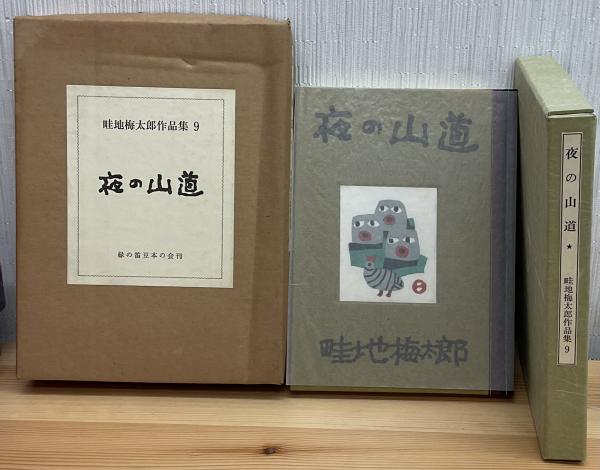 畦地梅太郎作品集 9
夜の山道
緑の笛豆本の会刊
夜の山道
畦地梅太郎
夜の山道 ★ 畦地梅太郎作品集 9